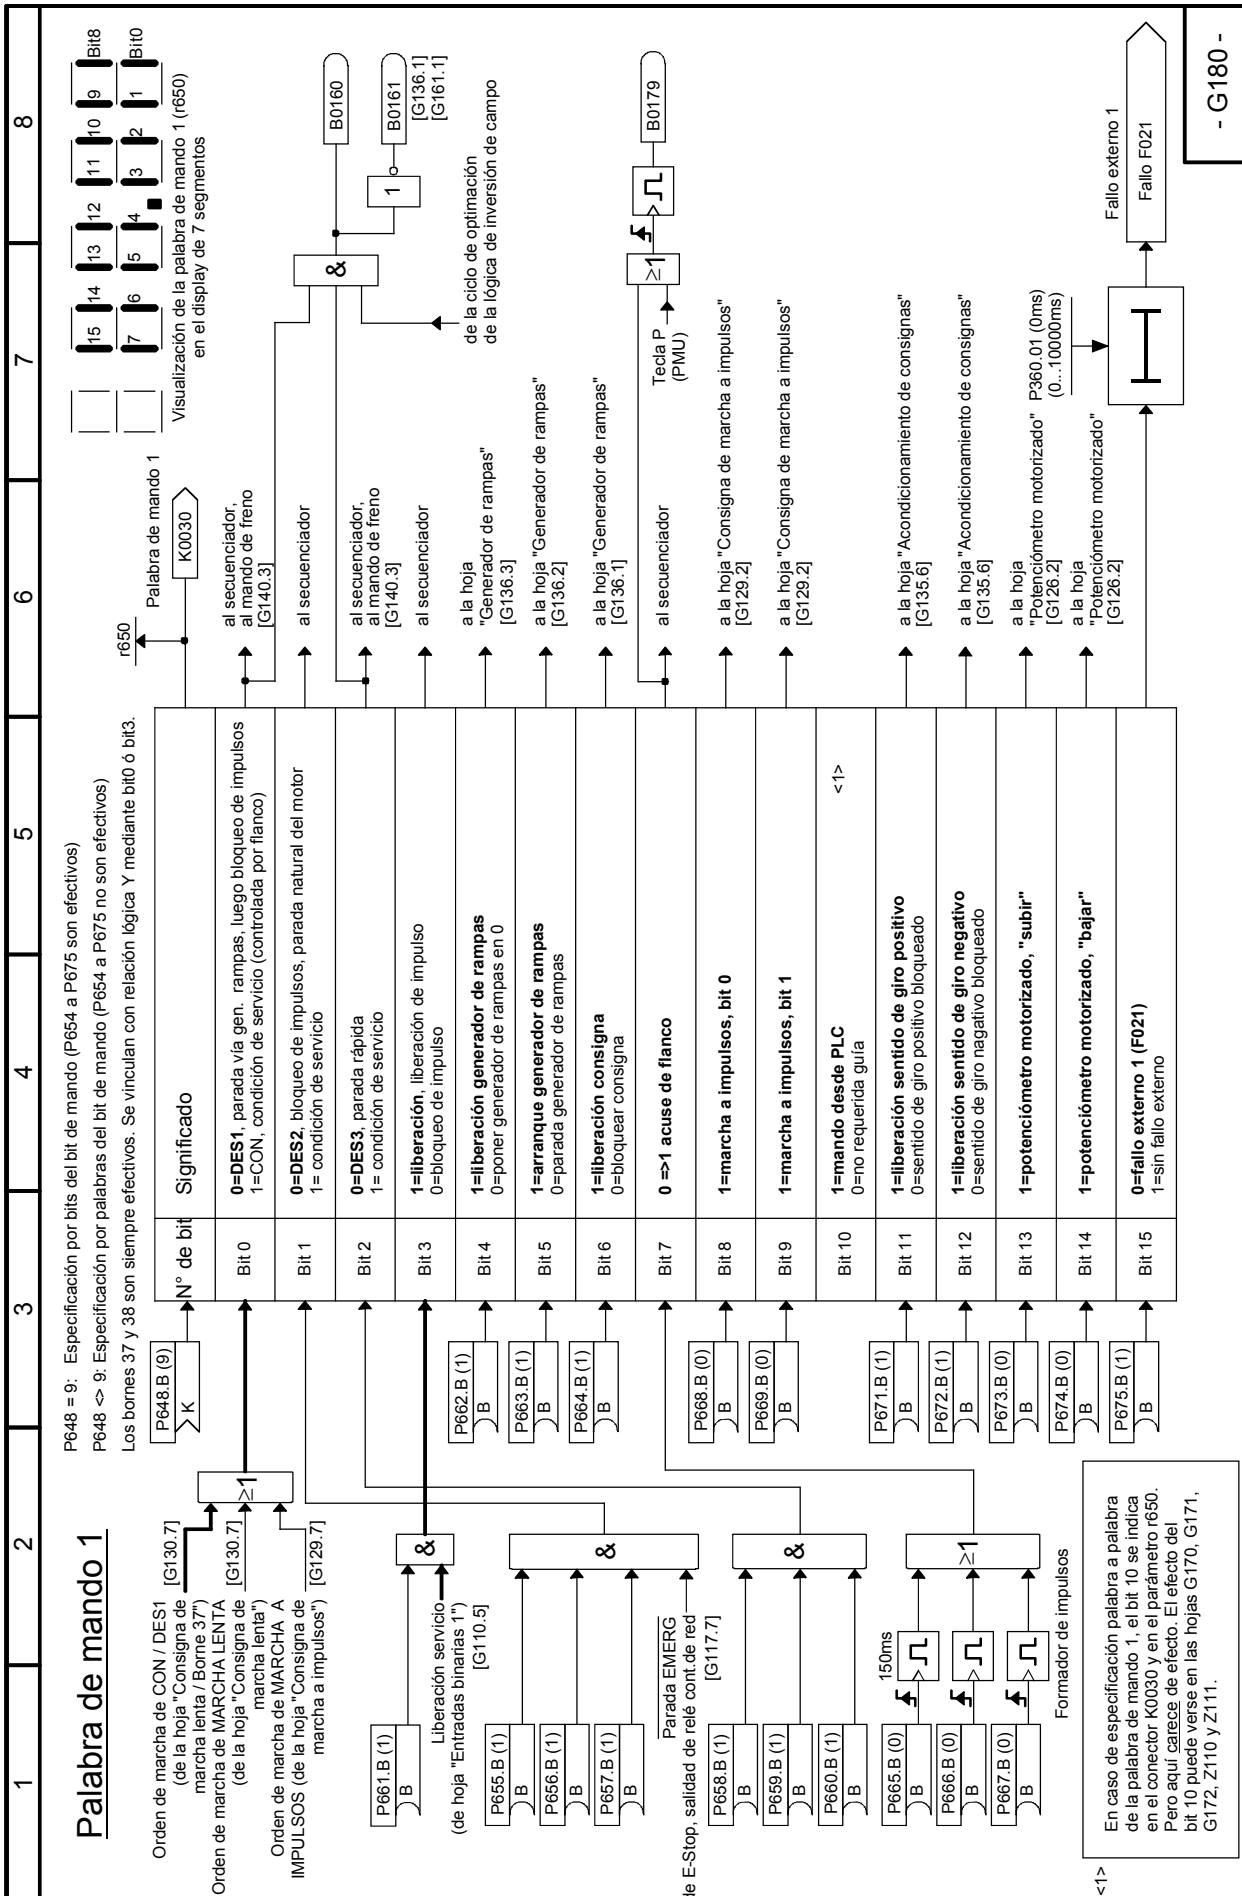 1
2
3
4
5
6
7
8
Palabra de mando 1
P648 = 9: Especificación por bits del bit de mando (P654 a P675 son efectivos)
P648 <> 9: Especificación por palabras del bit de mando (P654 a P675 no son efectivos)
Los bornes 37 y 38 son siempre efectivos. Se vinculan con relación lógica Y mediante bit0 ó bit3.
15
14
13
12
11
10
9
Bit8
7
6
5
4
3
2
1
Bit0
Visualización de la palabra de mando 1 (r650)
en el display de 7 segmentos
Orden de marcha de CON / DES1
(de la hoja "Consigna de
marcha lenta / Borne 37")
[G130.7]
Orden de marcha de MARCHA LENTA
(de la hoja "Consigna de
marcha lenta")
[G130.7]
Orden de marcha de MARCHA A
IMPULSOS (de la hoja "Consigna de
marcha a impulsos")
[G129.7]
≥1
P648.B (9)
K
r650
Palabra de mando 1
K0030
N° de bit
Significado
Bit 0
0=DES1, parada vía gen. rampas, luego bloqueo de impulsos
1=CON, condición de servicio (controlada por flanco)
al secuenciador,
al mando de freno
[G140.3]
Bit 1
0=DES2, bloqueo de impulsos, parada natural del motor
1= condición de servicio
al secuenciador
Bit 2
0=DES3, parada rápida
1= condición de servicio
al secuenciador,
al mando de freno
[G140.3]
Bit 3
1=liberación, liberación de impulso
0=bloqueo de impulso
al secuenciador
Bit 4
1=liberación generador de rampas
0=poner generador de rampas en 0
a la hoja
"Generador de rampas"
[G136.3]
Bit 5
1=arranque generador de rampas
0=parada generador de rampas
a la hoja "Generador de rampas"
[G136.2]
Bit 6
1=liberación consigna
0=bloquear consigna
a la hoja "Generador de rampas"
[G136.1]
Bit 7
0 =>1 acuse de flanco
al secuenciador
Bit 8
1=marcha a impulsos, bit 0
a la hoja "Consigna de marcha a impulsos"
[G129.2]
Bit 9
1=marcha a impulsos, bit 1
a la hoja "Consigna de marcha a impulsos"
[G129.2]
Bit 10
1=mando desde PLC
0=no requerida guía
<1>
Bit 11
1=liberación sentido de giro positivo
0=sentido de giro positivo bloqueado
a la hoja "Acondicionamiento de consignas"
[G135.6]
Bit 12
1=liberación sentido de giro negativo
0=sentido de giro nagativo bloqueado
a la hoja "Acondicionamiento de consignas"
[G135.6]
Bit 13
1=potenciómetro motorizado, "subir"
a la hoja
"Potenciómetro motorizado"
[G126.2]
Bit 14
1=potenciómetro motorizado, "bajar"
a la hoja
"Potenciómetro motorizado"
[G126.2]
Bit 15
0=fallo externo 1 (F021)
1=sin fallo externo
&
B0160
1
B0161
[G136.1]
[G161.1]
de la ciclo de optimación
de la lógica de inversión de campo
Tecla P
(PMU)
≥1
B0179
P360.01 (0ms)
(0...10000ms)
Fallo externo 1
Fallo F021
P661.B (1)
B
Liberación servicio
(de hoja "Entradas binarias 1")
[G110.5]
&
P655.B (1)
B
P656.B (1)
B
P657.B (1)
B
&
Parada EMERG
de E-Stop, salidad de relé cont.de red
[G117.7]
P658.B (1)
B
P659.B (1)
B
P660.B (1)
B
&
P665.B (0)
B
P666.B (0)
B
P667.B (0)
B
150ms
Formador de impulsos
≥1
P662.B (1)
B
P663.B (1)
B
P664.B (1)
B
P668.B (0)
B
P669.B (0)
B
P671.B (1)
B
P672.B (1)
B
P673.B (0)
B
P674.B (0)
B
P675.B (1)
B
<1>
En caso de especificación palabra a palabra
de la palabra de mando 1, el bit 10 se indica
en el conector K0030 y en el parámetro r650.
Pero aquí carece de efecto. El efecto del
bit 10 puede verse en las hojas G170, G171,
G172, Z110 y Z111.
- G180 -